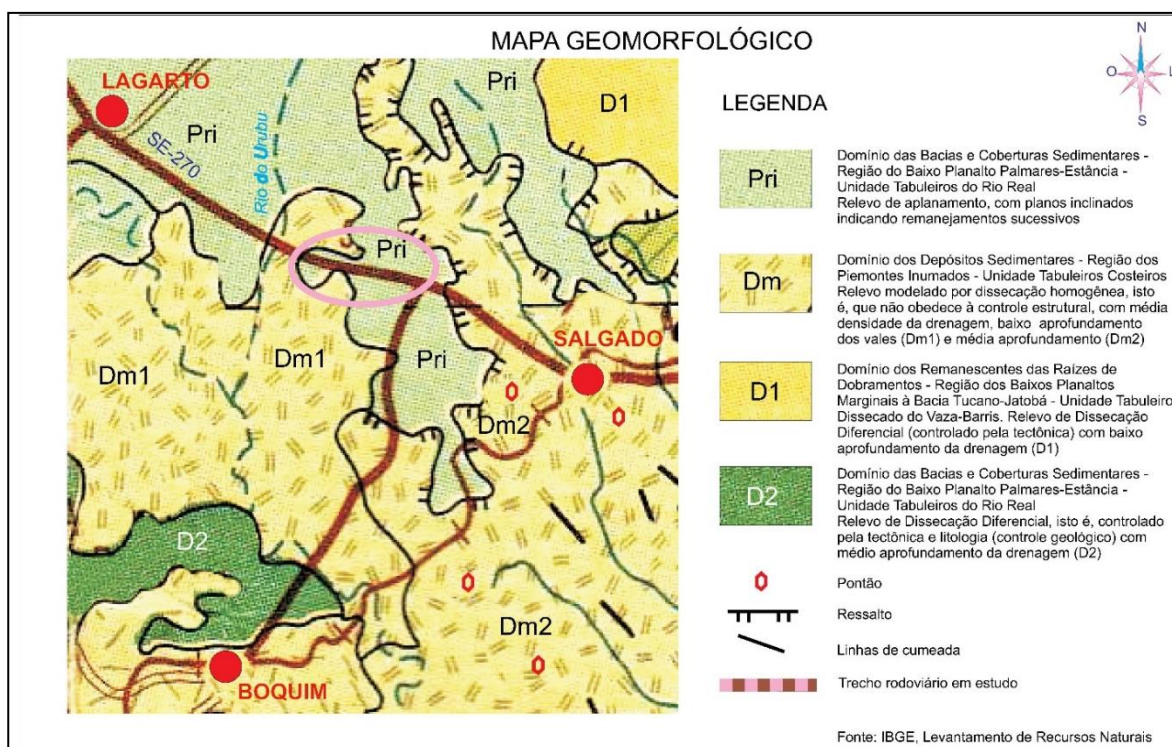 MAPA GEOMORFOLÓGICO
N
O
L
S
LAGARTO
Pri
Pri
D1
SE-270
Rio do Urubu
Pri
SALGADO
Dm1
Dm1
Pri
Dm2
D2
Dm2
BOQUIM
LEGENDA
Pri
Domínio das Bacias e Coberturas Sedimentares -
Região do Baixo Planalto Palmares-Estância -
Unidade Tabuleiros do Rio Real
Relevo de aplanamento, com planos inclinados
indicando remanejamentos sucessivos
Dm
Domínio dos Depósitos Sedimentares - Região dos
Piemontes Inumados - Unidade Tabuleiros Costeiros
Relevo modelado por dissecação homogênea, isto
é, que não obedece à controle estrutural, com média
densidade da drenagem, baixo aprofundamento
dos vales (Dm1) e média aprofundamento (Dm2)
D1
Domínio dos Remanescentes das Raízes de
Dobramentos - Região dos Baixos Planaltos
Marginais à Bacia Tucano-Jatobá - Unidade Tabuleiro
Dissecado do Vaza-Barris. Relevo de Dissecação
Diferencial (controlado pela tectônica) com baixo
aprofundamento da drenagem (D1)
D2
Domínio das Bacias e Coberturas Sedimentares -
Região do Baixo Planalto Palmares-Estância -
Unidade Tabuleiros do Rio Real
Relevo de Dissecação Diferencial, isto é, controlado
pela tectônica e litologia (controle geológico) com
médio aprofundamento da drenagem (D2)
Pontão
Ressalto
Linhas de cumeada
Trecho rodoviário em estudo
Fonte: IBGE, Levantamento de Recursos Naturais